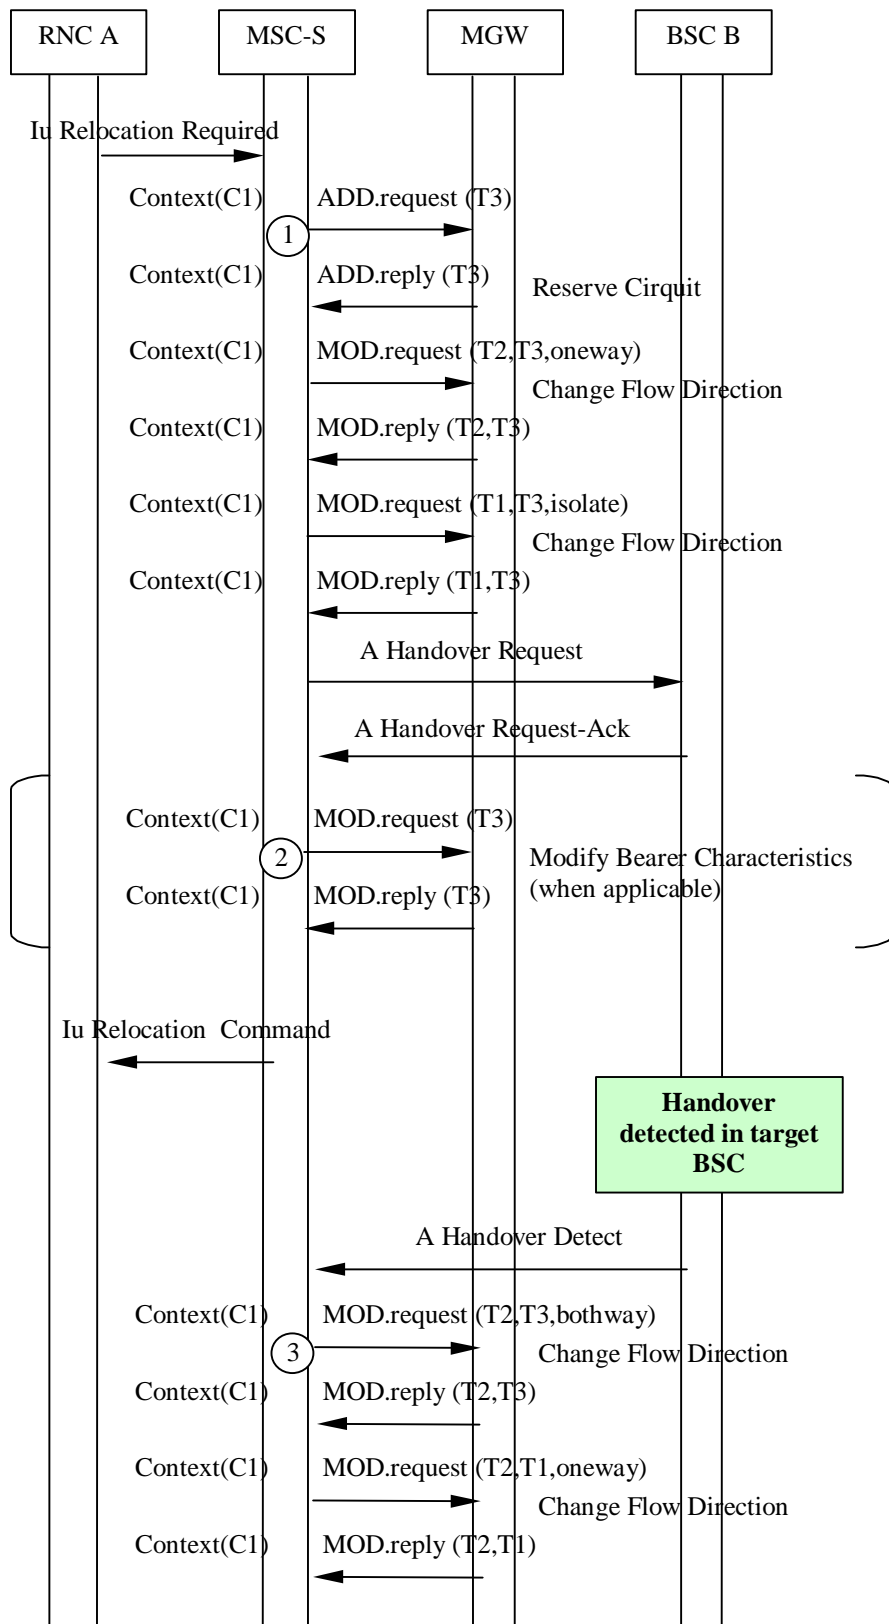 RNC A
MSC-S
MGW
BSC B
Iu Relocation Required
Context(C1)
ADD.request (T3)
1
Context(C1)
ADD.reply (T3)
Reserve Cirquit
Context(C1)
MOD.request (T2,T3,oneway)
Change Flow Direction
Context(C1)
MOD.reply (T2,T3)
Context(C1)
MOD.request (T1,T3,isolate)
Change Flow Direction
Context(C1)
MOD.reply (T1,T3)
A Handover Request
A Handover Request-Ack
Context(C1)
MOD.request (T3)
2
Modify Bearer Characteristics
(when applicable)
Context(C1)
MOD.reply (T3)
Iu Relocation Command
Handover
detected in target
BSC
A Handover Detect
Context(C1)
MOD.request (T2,T3,bothway)
3
Change Flow Direction
Context(C1)
MOD.reply (T2,T3)
Context(C1)
MOD.request (T2,T1,oneway)
Change Flow Direction
Context(C1)
MOD.reply (T2,T1)